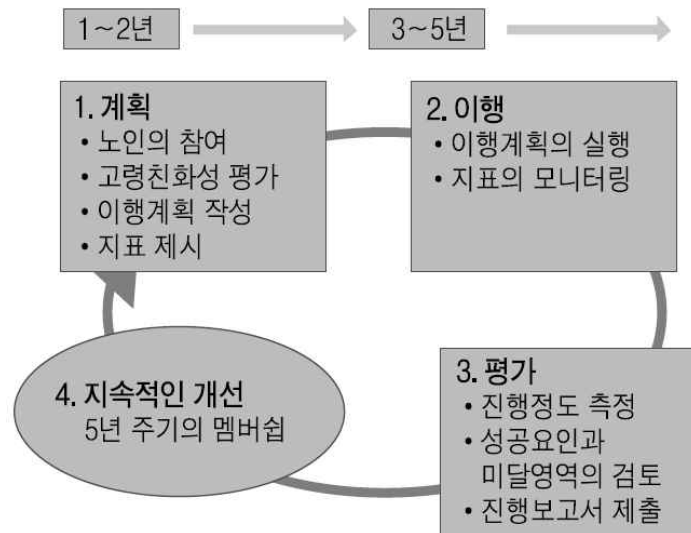 1~2년
3~5년
1. 계획
• 노인의 참여
• 고령친화성 평가
• 이행계획 작성
• 지표 제시
2. 이행
• 이행계획의 실행
• 지표의 모니터링
3. 평가
• 진행정도 측정
• 성공요인과
미달영역의 검토
• 진행보고서 제출
4. 지속적인 개선
5년 주기의 멤버쉽